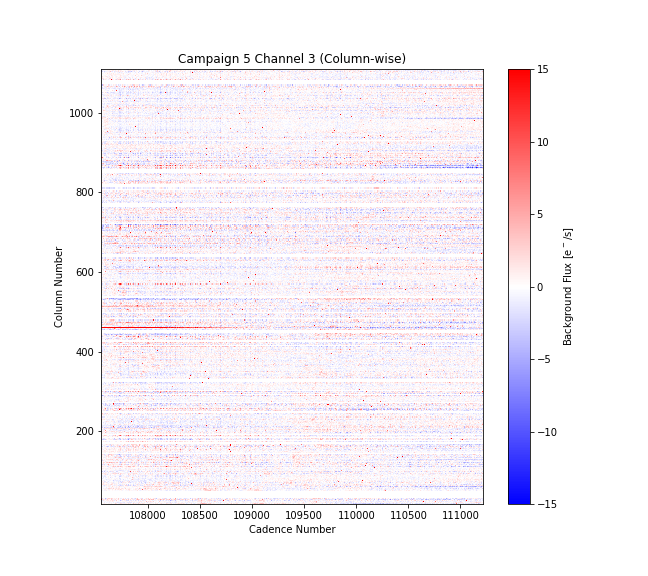 Campaign 5 Channel 3 (Column-wise)
Column Number
1000
800
600
400
200
108000 108500 109000 109500 110000 110500 111000
Cadence Number
15
10
5
0
−5
−10
−15
Background Flux [e⁻/s]